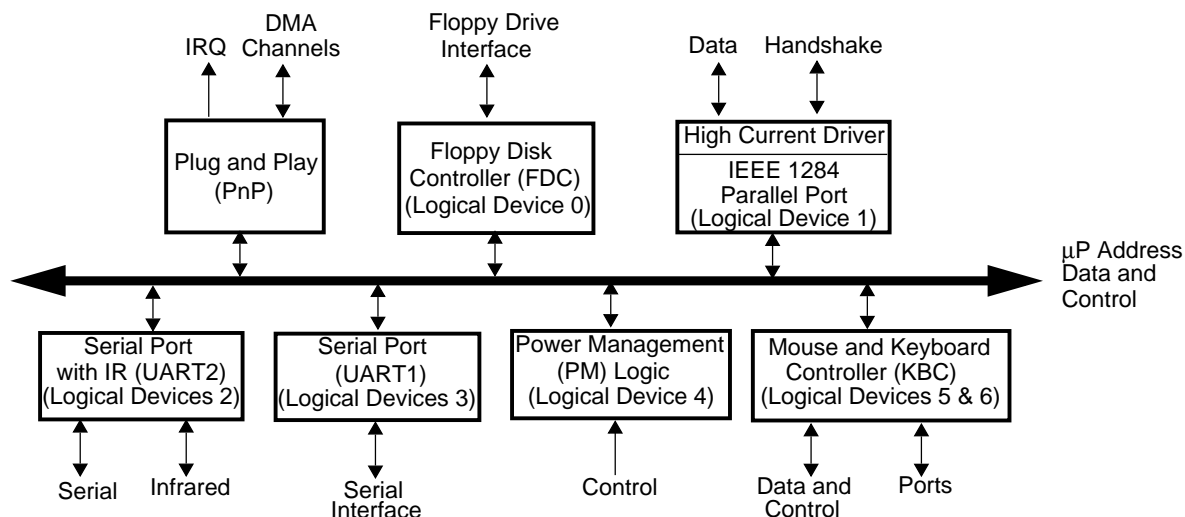 IRQ
DMA
Channels
Floppy Drive
Interface
Data
Handshake
Plug and Play
(PnP)
Floppy Disk
Controller (FDC)
(Logical Device 0)
High Current Driver
IEEE 1284
Parallel Port
(Logical Device 1)
µP Address
Data and
Control
Serial Port
with IR (UART2)
(Logical Devices 2)
Serial Port
(UART1)
(Logical Devices 3)
Power Management
(PM) Logic
(Logical Device 4)
Mouse and Keyboard
Controller (KBC)
(Logical Devices 5 & 6)
Serial
Infrared
Serial
Interface
Control
Data and
Control
Ports